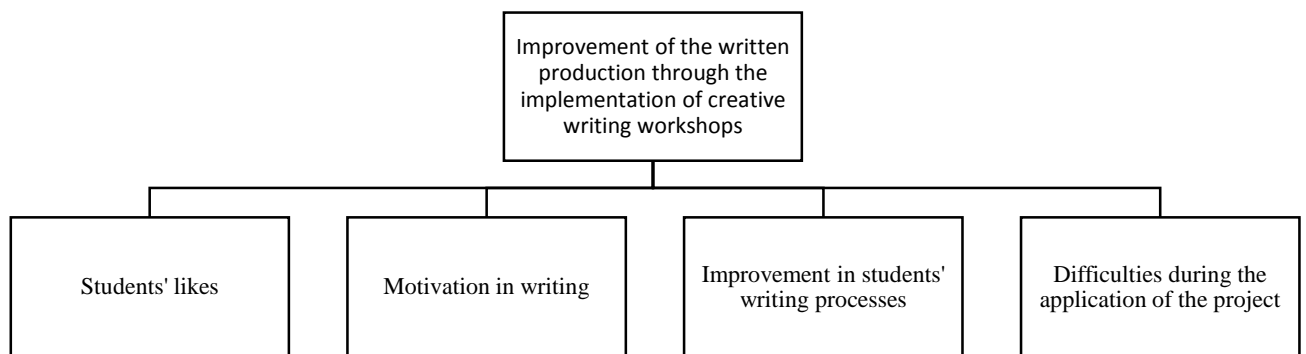 Improvement of the written
production through the
implementation of creative
writing workshops
Students' likes
Motivation in writing
Improvement in students'
writing processes
Difficulties during the
application of the project